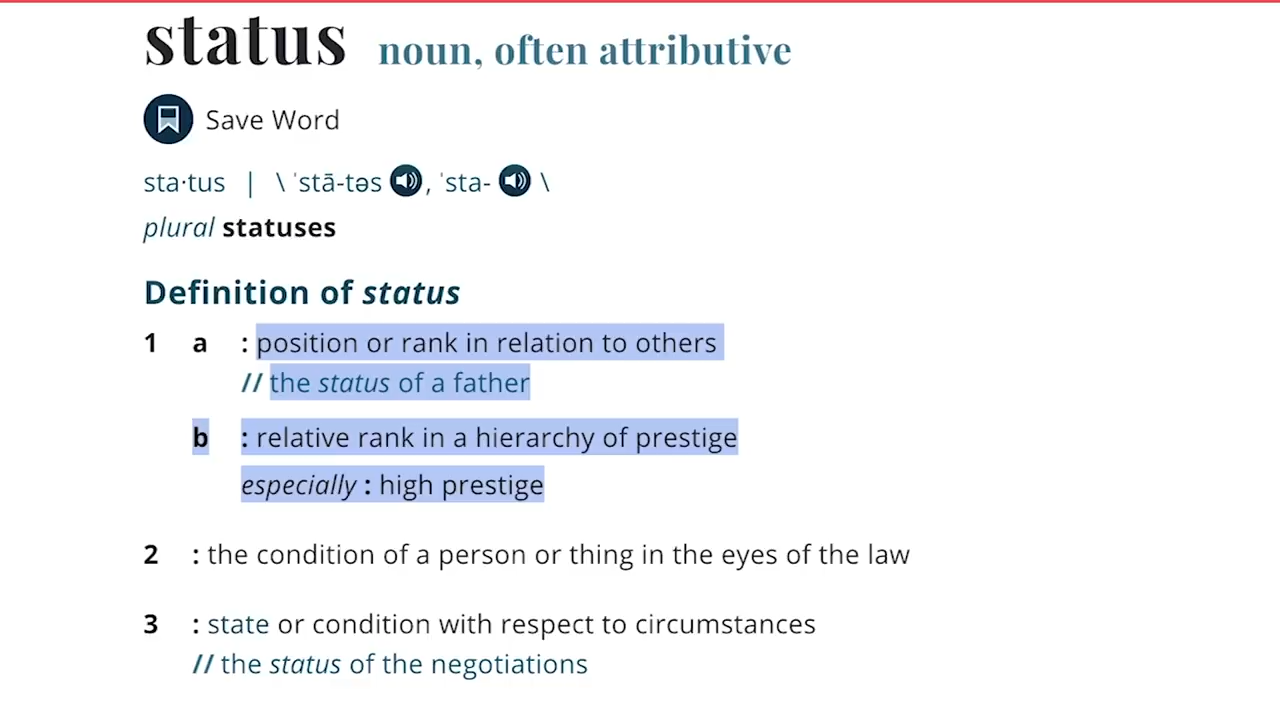 status noun, often attributive
Save Word
sta·tus | \ ˈstā-təs , ˈsta- \
plural statuses
Definition of status
1 a : position or rank in relation to others
// the status of a father
b : relative rank in a hierarchy of prestige
especially : high prestige
2 : the condition of a person or thing in the eyes of the law
3 : state or condition with respect to circumstances
// the status of the negotiations